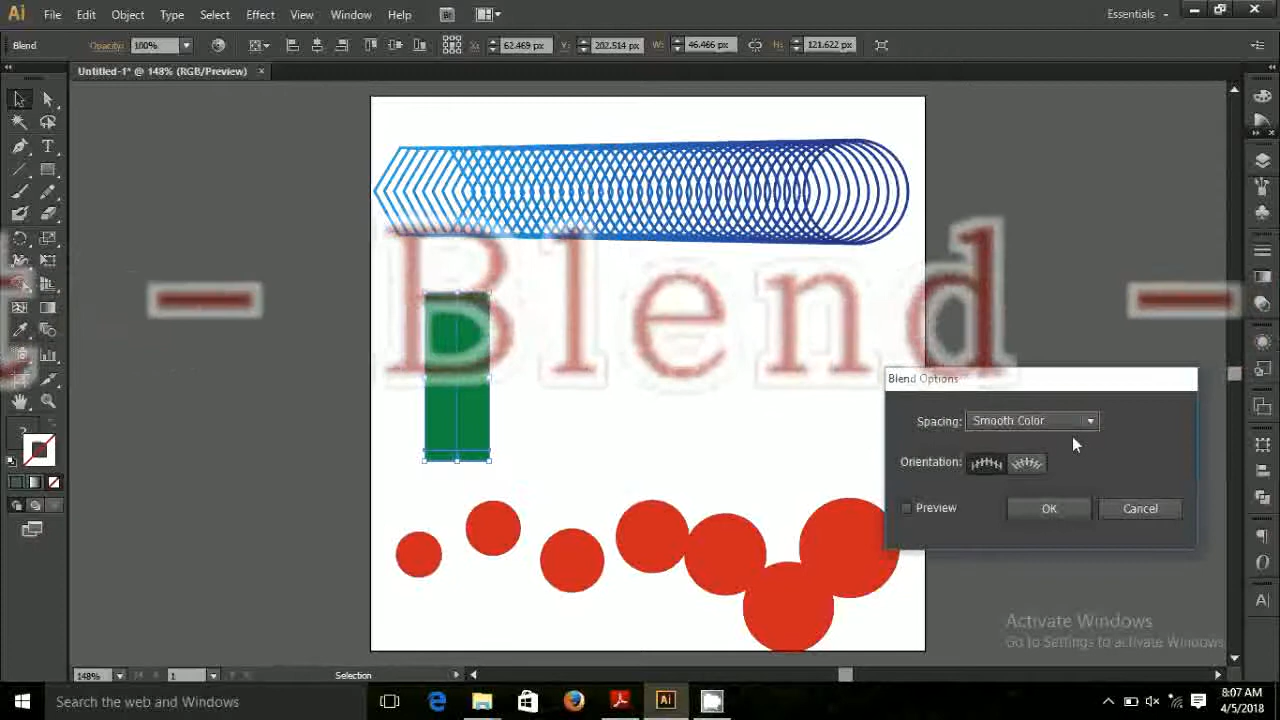 Ai File Edit Object Type Select Effect View Window Help Br Essentials
Blend Opacity: 100% X: 62.469 px Y: 202.514 px W: 46.466 px H: 121.622 px
Untitled-1* @ 148% (RGB/Preview) ×
- Blend -
Blend Options
Spacing: Smooth Color
Orientation:
Preview OK Cancel
Activate Windows
Go to Settings to activate Windows.
148% 1 Selection
Search the web and Windows Ai 8:07 AM
4/5/2018